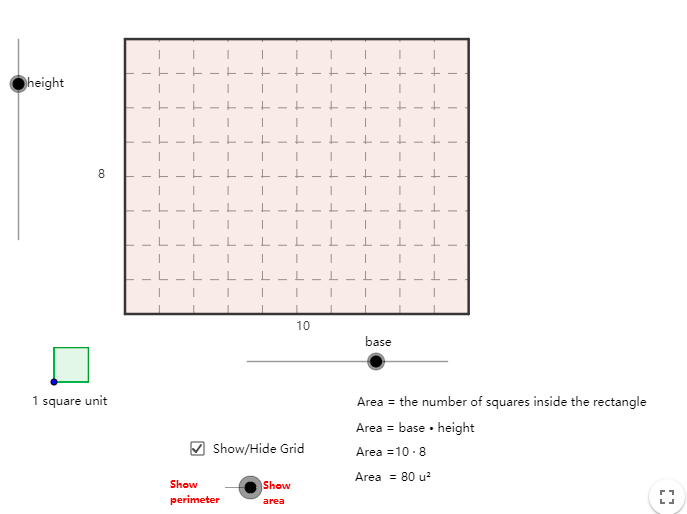 height
8
10
base
1 square unit
Area = the number of squares inside the rectangle
Area = base • height
Area =10 · 8
Area = 80 u²
Show/Hide Grid
Show perimeter
Show area